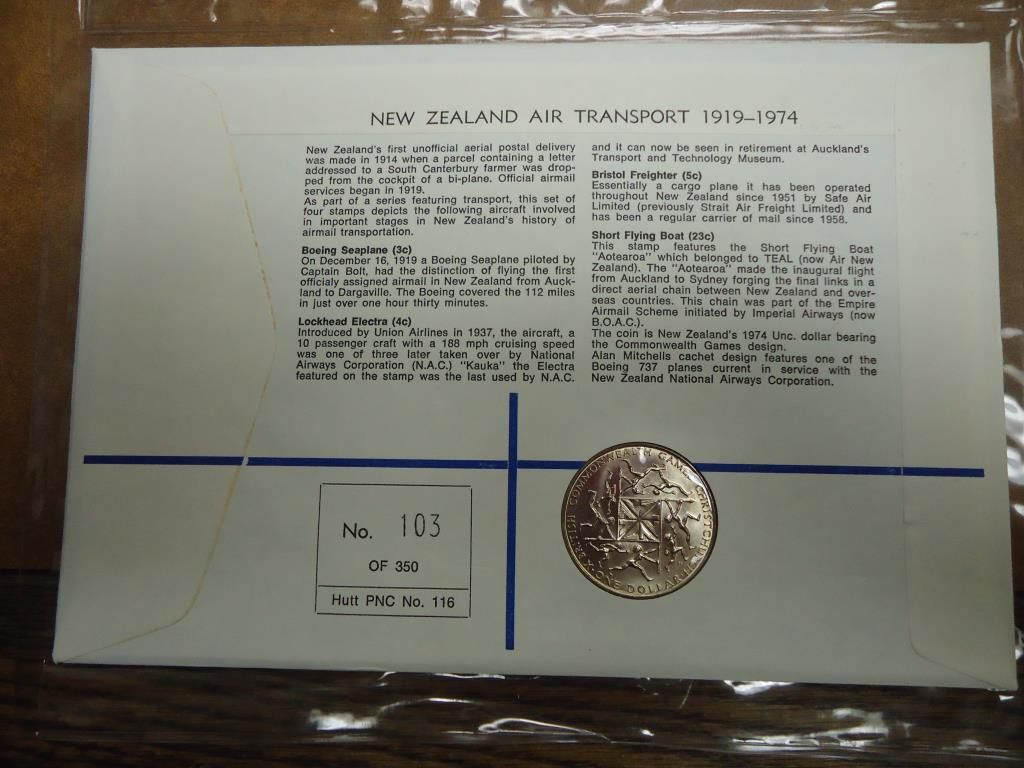 NEW ZEALAND AIR TRANSPORT 1919–1974
New Zealand's first unofficial aerial postal delivery
was made in 1914 when a parcel containing a letter
addressed to a South Canterbury farmer was drop-
ped from the cockpit of a bi-plane. Official airmail
services began in 1919.
As part of a series featuring transport, this set of
four stamps depicts the following aircraft involved
in important stages in New Zealand's history of
airmail transportation.
Boeing Seaplane (3c)
On December 16, 1919 a Boeing Seaplane piloted by
Captain Bolt, had the distinction of flying the first
officialy assigned airmail in New Zealand from Auck-
land to Dargaville. The Boeing covered the 112 miles
in just over one hour thirty minutes.
Lockhead Electra (4c)
Introduced by Union Airlines in 1937, the aircraft, a
10 passenger craft with a 188 mph cruising speed
was one of three later taken over by National
Airways Corporation (N.A.C.) "Kauka" the Electra
featured on the stamp was the last used by N.A.C.
and it can now be seen in retirement at Auckland's
Transport and Technology Museum.
Bristol Freighter (5c)
Essentially a cargo plane it has been operated
throughout New Zealand since 1951 by Safe Air
Limited (previously Strait Air Freight Limited) and
has been a regular carrier of mail since 1958.
Short Flying Boat (23c)
This stamp features the Short Flying Boat
"Aotearoa" which belonged to TEAL (now Air New
Zealand). The "Aotearoa" made the inaugural flight
from Auckland to Sydney forging the final links in a
direct aerial chain between New Zealand and over-
seas countries. This chain was part of the Empire
Airmail Scheme initiated by Imperial Airways (now
B.O.A.C.).
The coin is New Zealand's 1974 Unc. dollar bearing
the Commonwealth Games design.
Alan Mitchells cachet design features one of the
Boeing 737 planes current in service with the
New Zealand National Airways Corporation.
No. 103
OF 350
Hutt PNC No. 116
BRITISH COMMONWEALTH GAMES CHRISTCHURCH
ONE DOLLAR